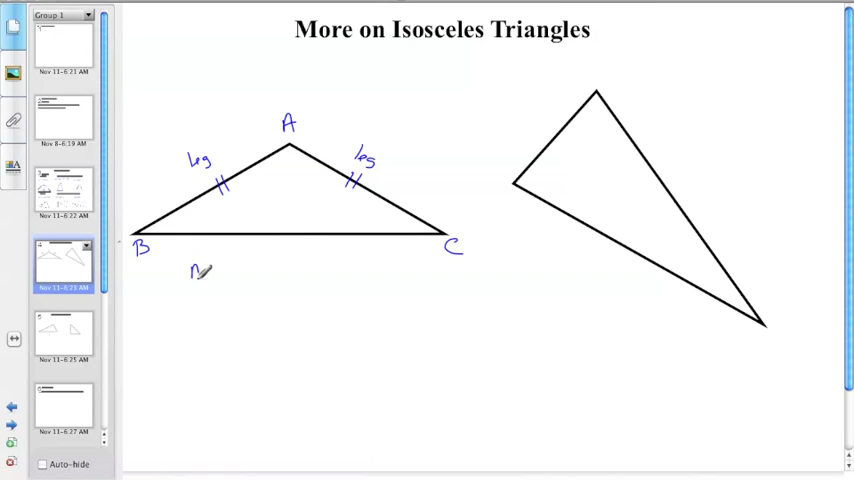 Group 1
More on Isosceles Triangles
Nov 11-6:21 AM
Nov 8-6:19 AM
Nov 11-6:22 AM
Nov 11-6:23 AM
Nov 11-6:25 AM
Nov 11-6:27 AM
Auto-hide
A
leg
leg
B
C